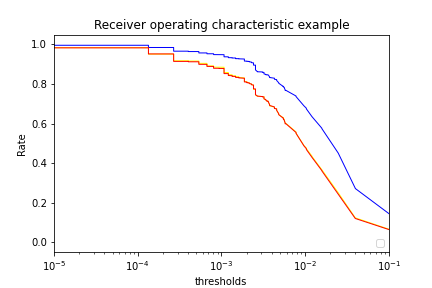 Receiver operating characteristic example
1.0
0.8
0.6
0.4
0.2
0.0
Rate
10⁻⁵ 10⁻⁴ 10⁻³ 10⁻² 10⁻¹
thresholds